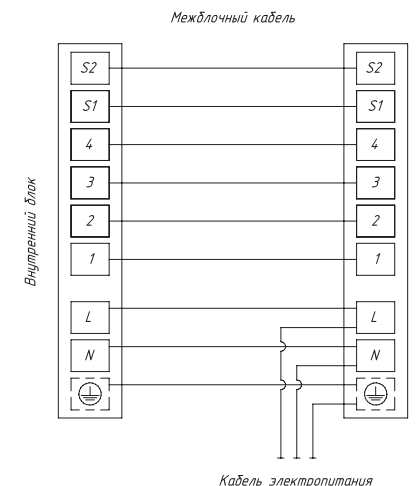 Межблочный кабель
S2 S2
S1 S1
4 4
3 3
2 2
1 1
L L
N N
Внутренний блок
Кабель электропитания